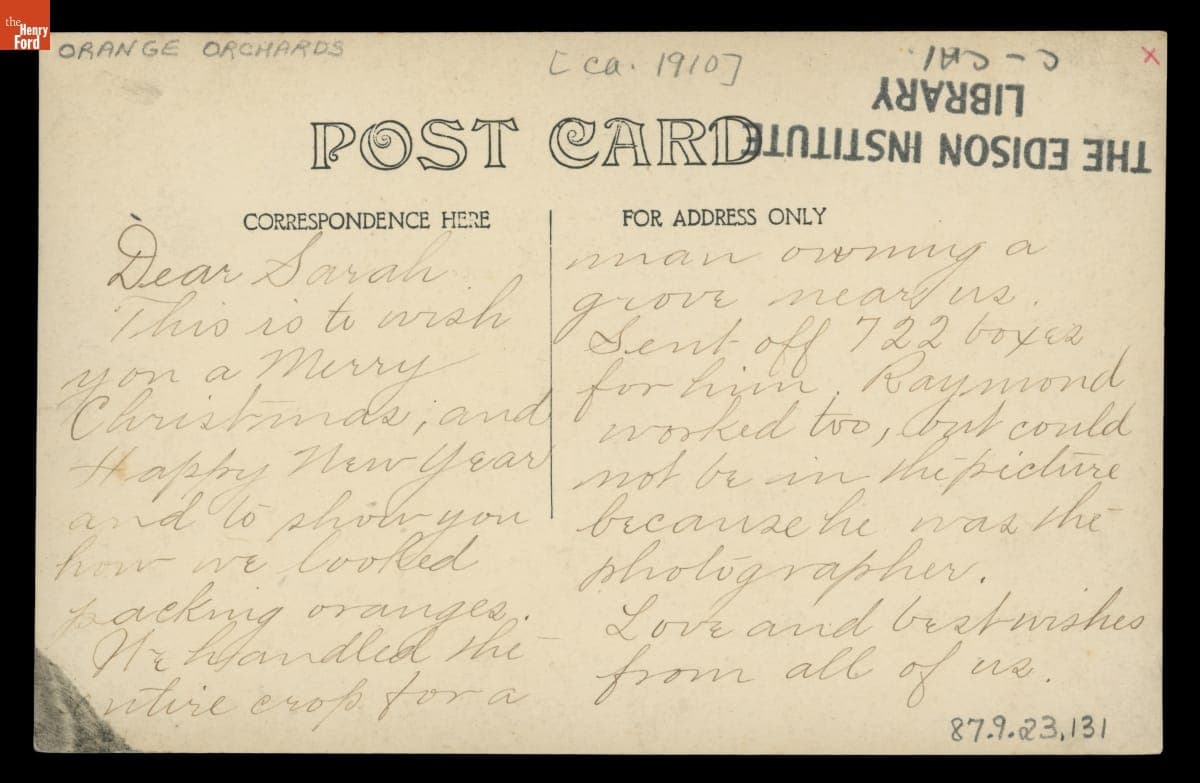 the
Henry
Ford
ORANGE ORCHARDS
[ca. 1910]
x
C-CAL.
THE EDISON INSTITUTE
LIBRARY
POST CARD
CORRESPONDENCE HERE
FOR ADDRESS ONLY
Dear Sarah
This is to wish
you a Merry
Christmas, and
Happy New Year
and to show you
how we looked
packing oranges.
We handled the
entire crop for a
man owning a
grove near us.
Sent off 722 boxes
for him. Raymond
worked too, but could
not be in the picture
because he was the
photographer.
Love and best wishes
from all of us.
87.9.23.131